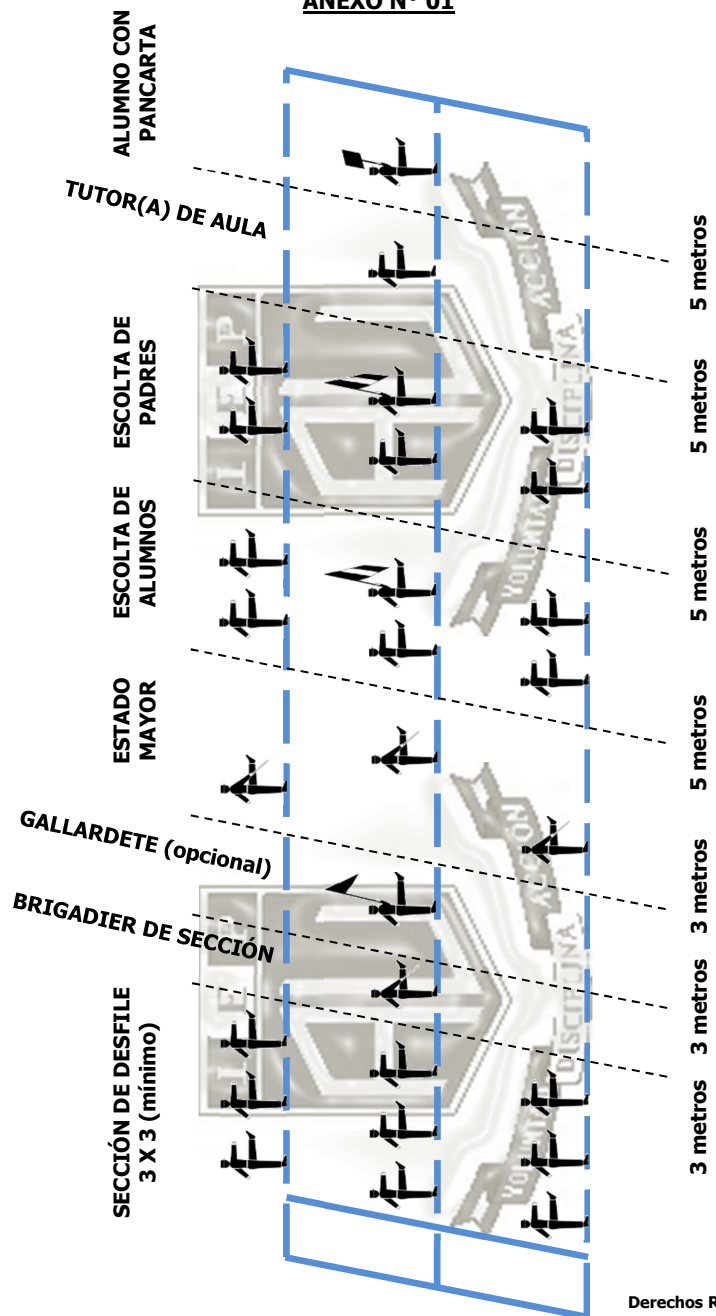 ANEXO N° 01
ALUMNO CON
PANCARTA
TUTOR(A) DE AULA
ESCOLTA DE
PADRES
ESCOLTA DE
ALUMNOS
ESTADO
MAYOR
GALLARDETE (opcional)
BRIGADIER DE SECCIÓN
SECCIÓN DE DESFILE
3 X 3 (mínimo)
5 metros
5 metros
5 metros
5 metros
3 metros
3 metros
3 metros
I E P
ACCIÓN
DISCIPLINA
I E P
ACCIÓN
DISCIPLINA
Derechos R